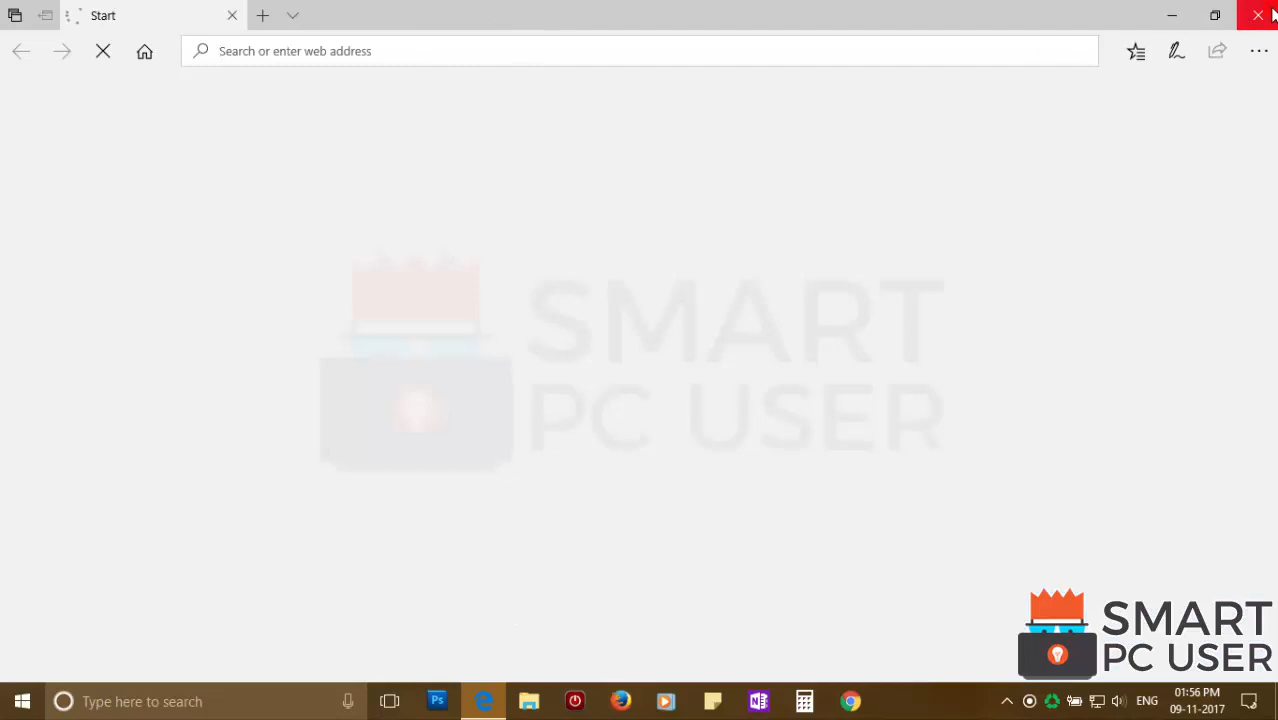 Start
Search or enter web address
SMART
PC USER
SMART
PC USER
Type here to search
Ps
ENG
01:56 PM
09-11-2017